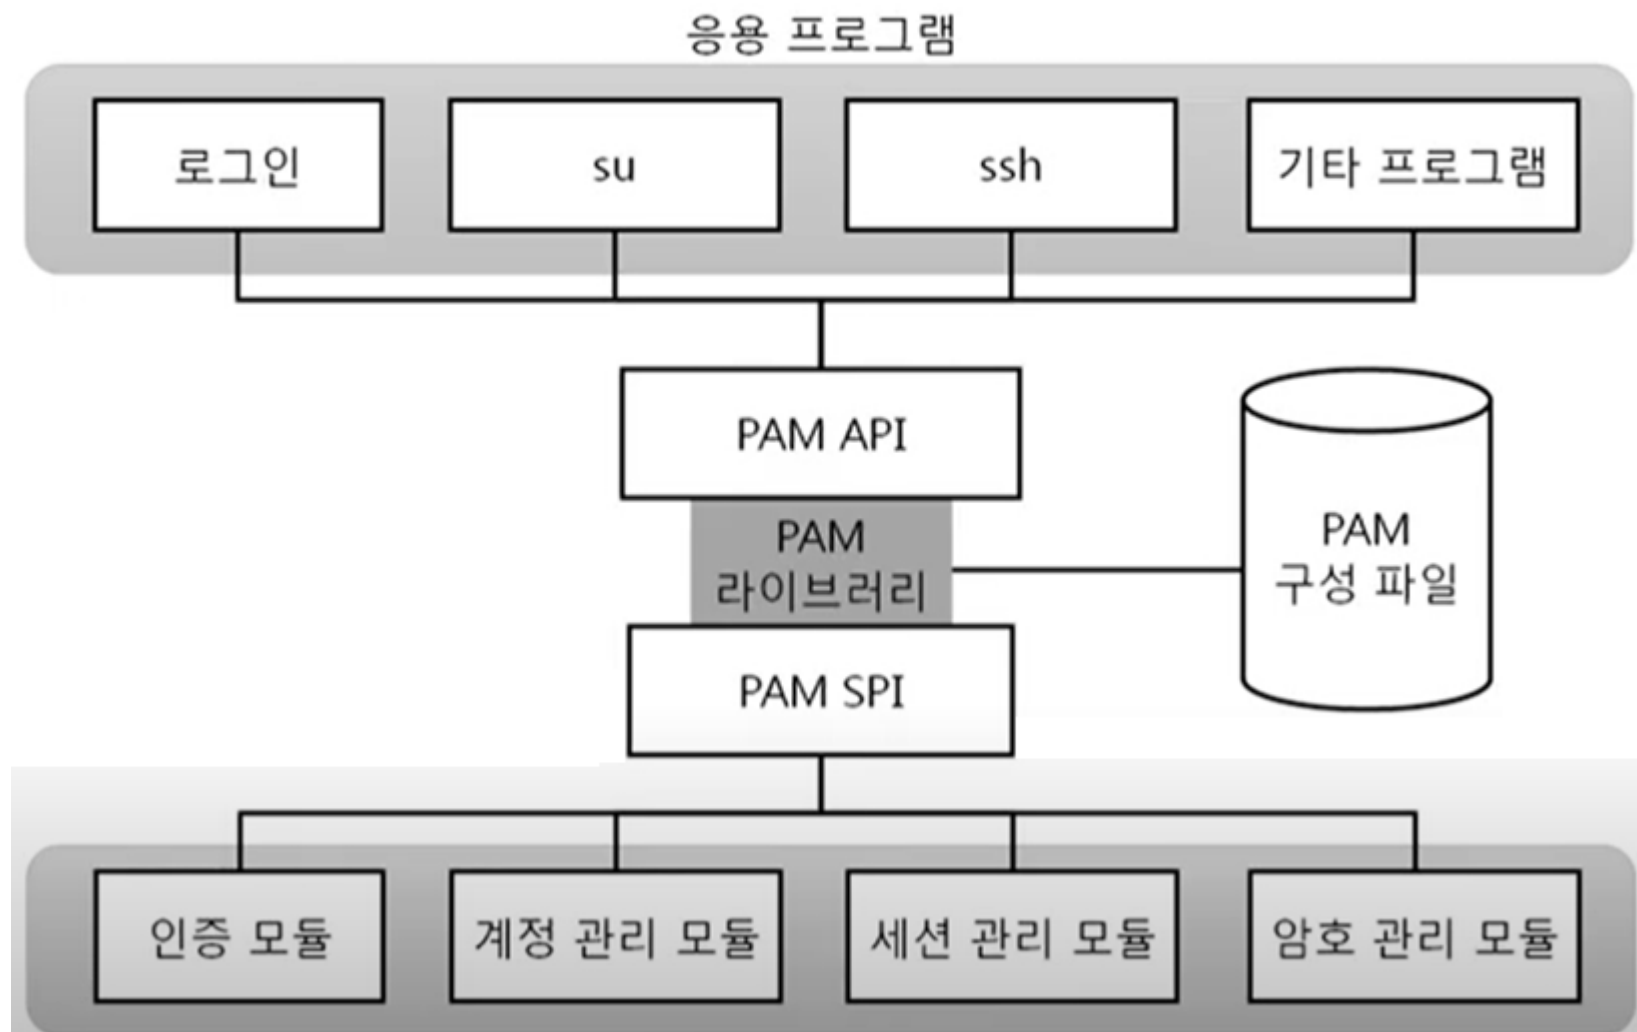 응용 프로그램
로그인
su
ssh
기타 프로그램
PAM API
PAM
라이브러리
PAM
구성 파일
PAM SPI
인증 모듈
계정 관리 모듈
세션 관리 모듈
암호 관리 모듈